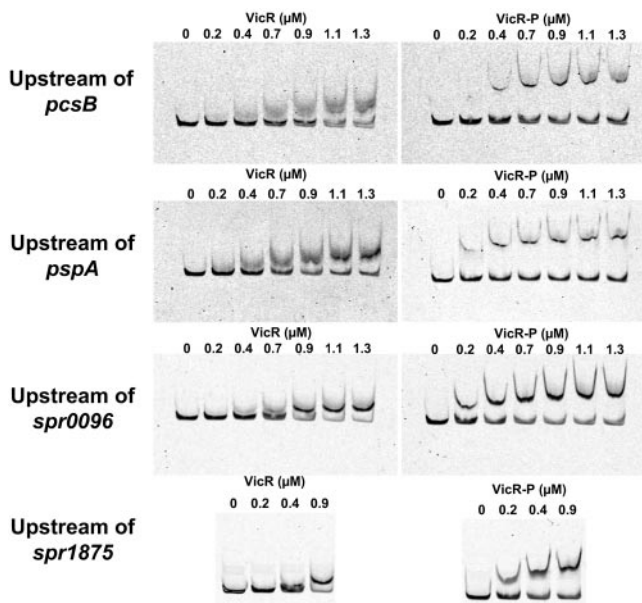 VicR (µM)
VicR-P (µM)
0 0.2 0.4 0.7 0.9 1.1 1.3
0 0.2 0.4 0.7 0.9 1.1 1.3
Upstream of
pcsB
VicR (µM)
VicR-P (µM)
0 0.2 0.4 0.7 0.9 1.1 1.3
0 0.2 0.4 0.7 0.9 1.1 1.3
Upstream of
pspA
VicR (µM)
VicR-P (µM)
0 0.2 0.4 0.7 0.9 1.1 1.3
0 0.2 0.4 0.7 0.9 1.1 1.3
Upstream of
spr0096
VicR (µM)
VicR-P (µM)
0 0.2 0.4 0.9
0 0.2 0.4 0.9
Upstream of
spr1875